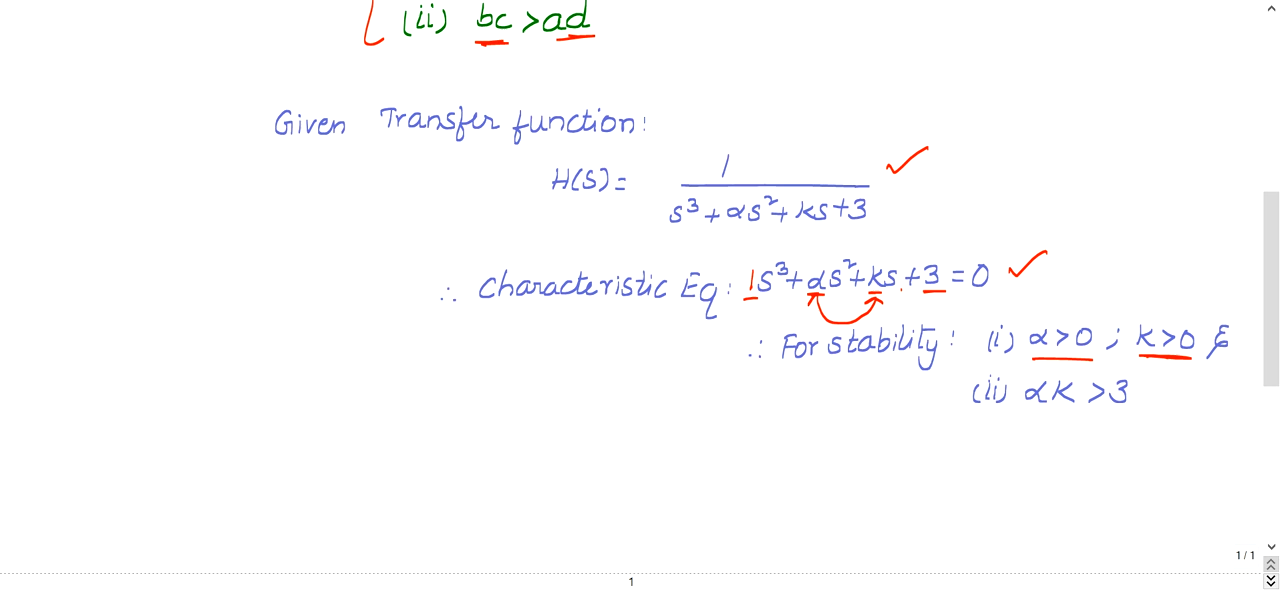 (ii) bc > ad
Given Transfer function:
H(S) = 1
s³ + αs² + ks + 3
∴ Characteristic Eq: 1s³ + αs² + ks + 3 = 0
∴ For stability: (i) α > 0 ; k > 0 &
(ii) αk > 3
1 / 1
1